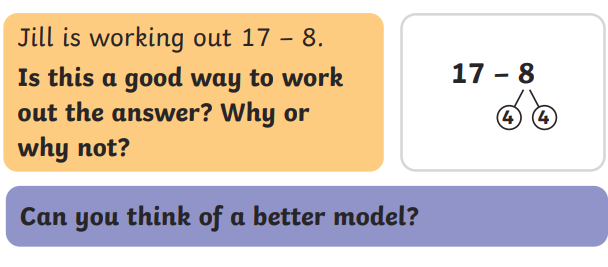 Jill is working out 17 – 8.
Is this a good way to work
out the answer? Why or
why not?
17 – 8
4 4
Can you think of a better model?